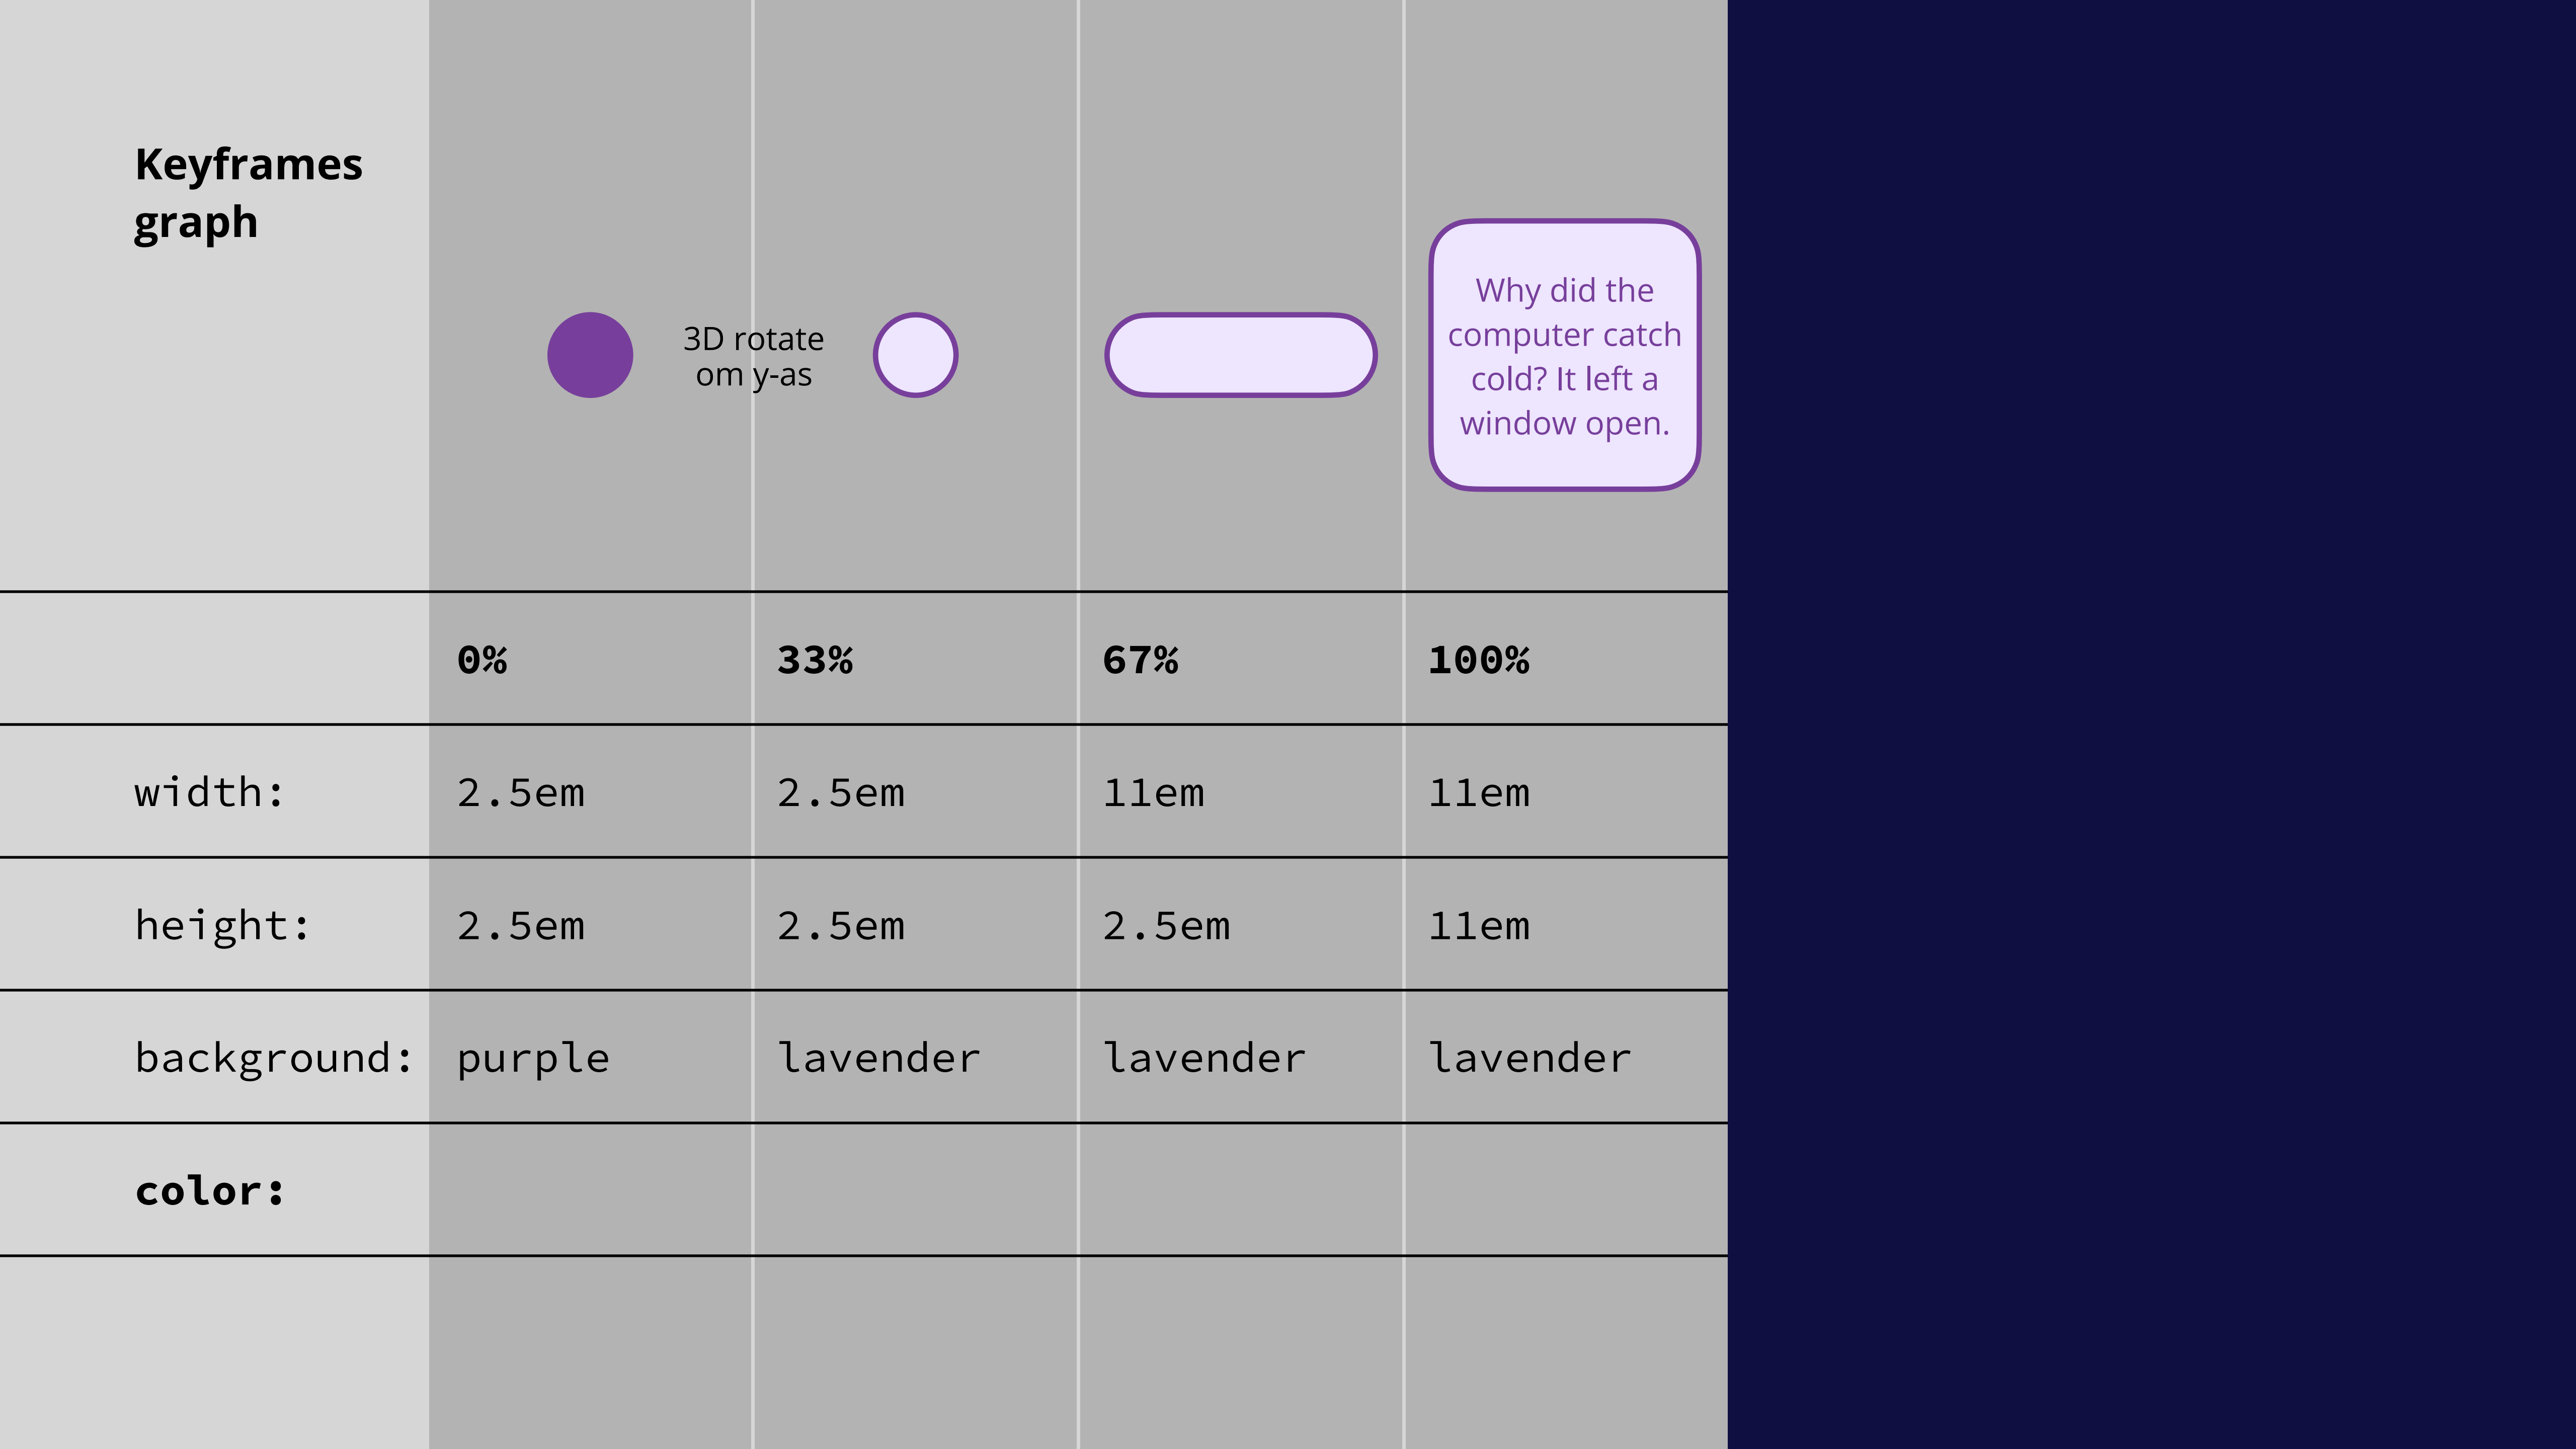 Keyframes
graph
3D rotate
om y-as
Why did the
computer catch
cold? It left a
window open.
0% 33% 67% 100%
width: 2.5em 2.5em 11em 11em
height: 2.5em 2.5em 2.5em 11em
background: purple lavender lavender lavender
color: